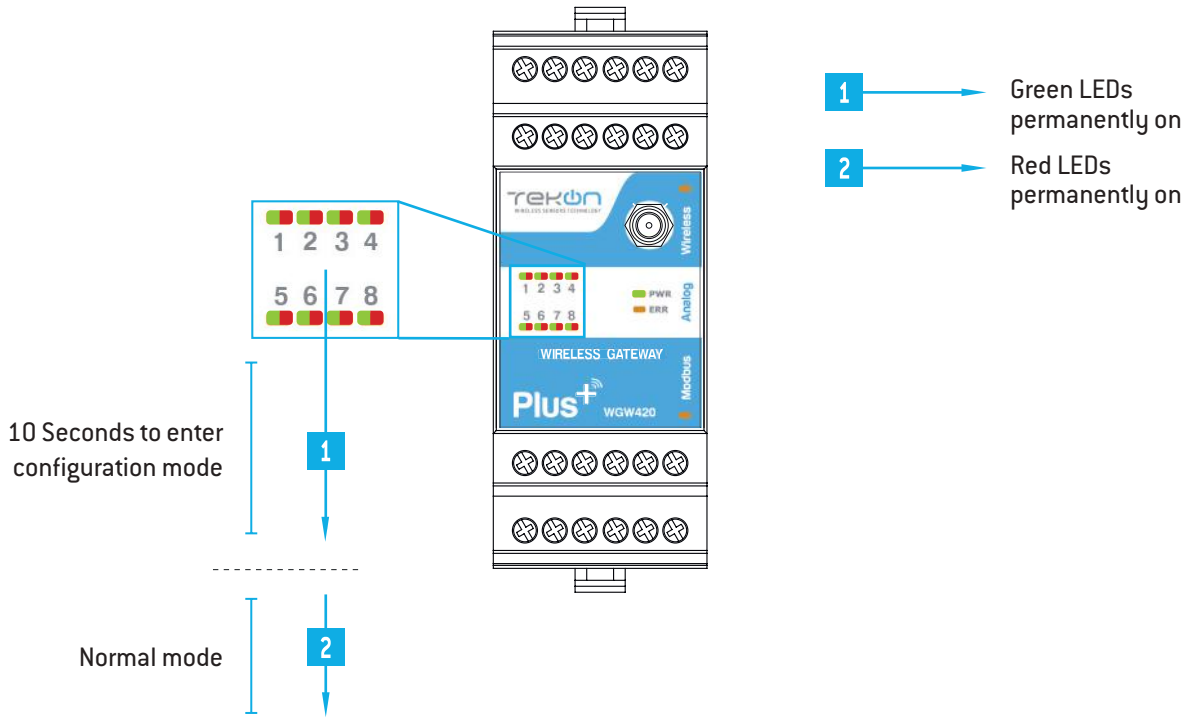 1
Green LEDs
permanently on
2
Red LEDs
permanently on
TEKON
WIRELESS SENSORS TECHNOLOGY
Wireless
1 2 3 4
5 6 7 8
1 2 3 4
5 6 7 8
PWR
ERR
Analog
WIRELESS GATEWAY
Modbus
Plus+
WGW420
10 Seconds to enter
configuration mode
1
Normal mode
2